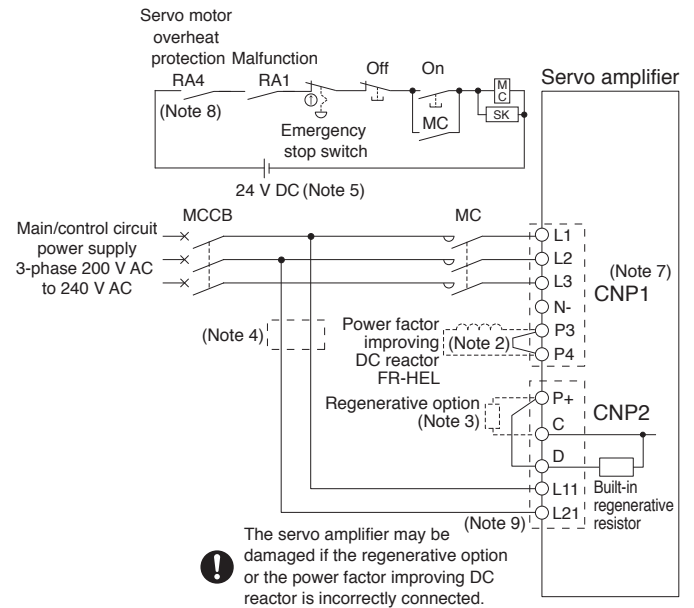 Servo motor
overheat
protection
RA4
(Note 8)
Malfunction
RA1
Off
On
MC
M
C
SK
Emergency
stop switch
24 V DC (Note 5)
Servo amplifier
Main/control circuit
power supply
3-phase 200 V AC
to 240 V AC
MCCB
MC
L1
L2
L3
N-
P3
P4
(Note 7)
CNP1
(Note 4)
Power factor
improving
DC reactor
FR-HEL
(Note 2)
Regenerative option
(Note 3)
P+
C
D
L11
L21
CNP2
Built-in
regenerative
resistor
(Note 9)
The servo amplifier may be
damaged if the regenerative option
or the power factor improving DC
reactor is incorrectly connected.